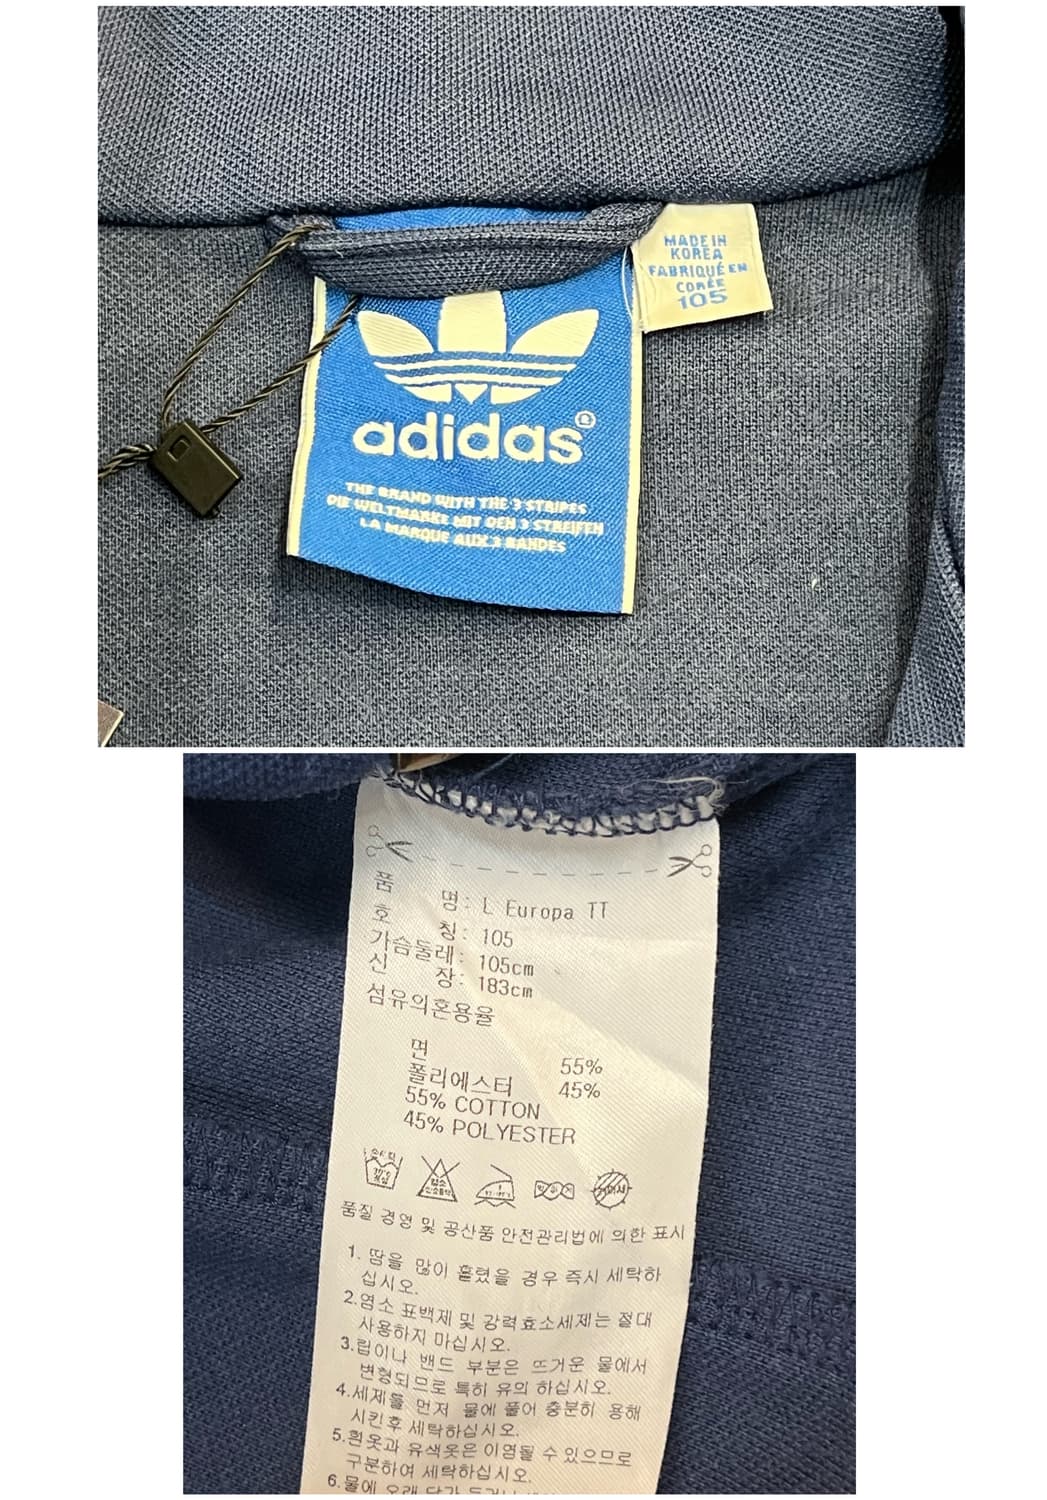 MADE IN
KOREA
FABRIQUÉ EN
CORÉE
105
adidas®
THE BRAND WITH THE 3 STRIPES
DIE WELTMARKE MIT DEN 3 STREIFEN
LA MARQUE AUX 3 BANDES
품 명: L Europa TT
호 칭: 105
가슴둘레: 105cm
신 장: 183cm
섬유의혼용율
면 55%
폴리에스터 45%
55% COTTON
45% POLYESTER
품질 경영 및 공산품 안전관리법에 의한 표시
1. 땀을 많이 흘렸을 경우 즉시 세탁하
십시오.
2.염소 표백제 및 강력효소세제는 절대
사용하지 마십시오.
3.립이나 밴드 부분은 뜨거운 물에서
변형되므로 특히 유의 하십시오.
4.세제를 먼저 물에 풀어 충분히 용해
시킨후 세탁하십시오.
5.흰옷과 유색옷은 이염될 수 있으므로
구분하여 세탁하십시오.
6.물에 오래